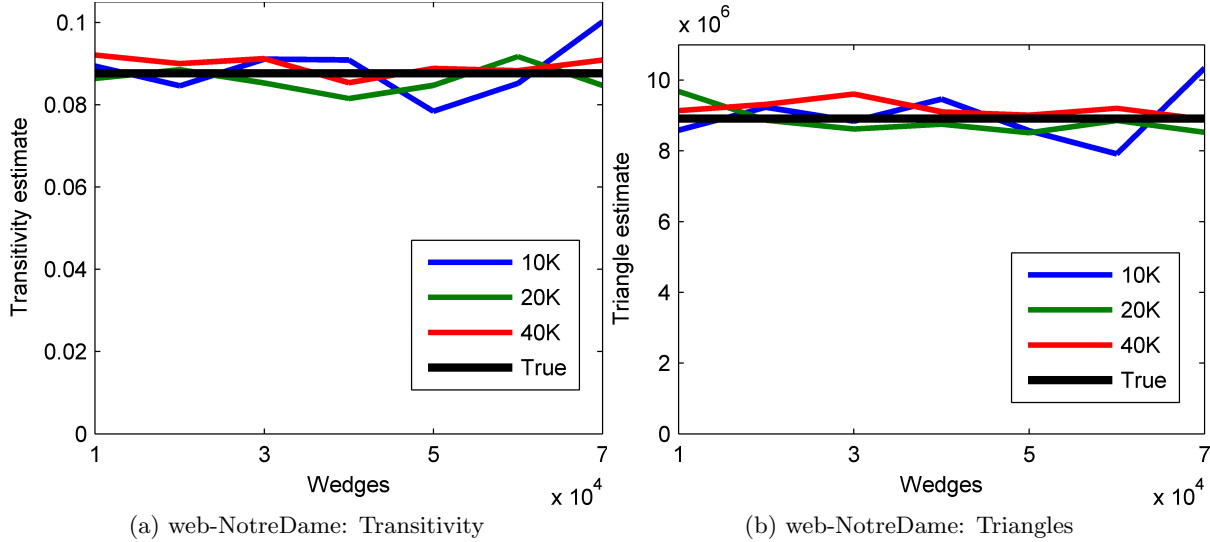 0.1
0.08
0.06
0.04
0.02
0
Transitivity estimate
10K
20K
40K
True
1
3
5
7
Wedges
x 10^4
(a) web-NotreDame: Transitivity
x 10^6
10
8
6
4
2
0
Triangle estimate
10K
20K
40K
True
1
3
5
7
Wedges
x 10^4
(b) web-NotreDame: Triangles